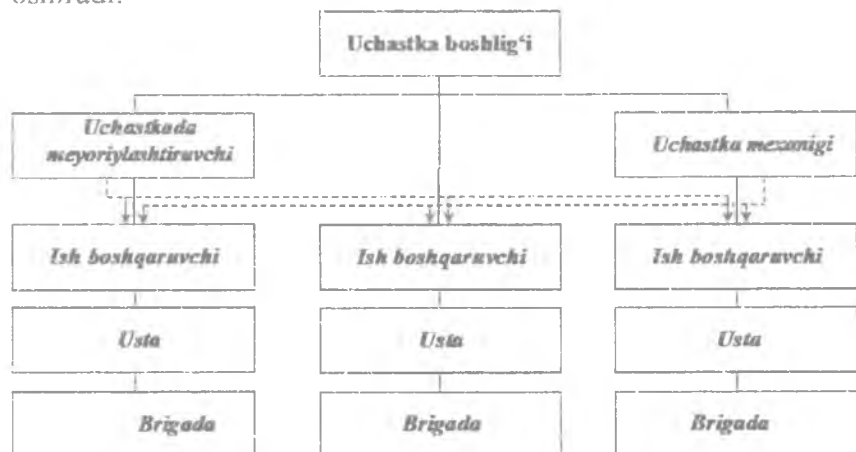 Uchastka boshlig‘i
Uchastkada
meyoriylashtiruvchi
Uchastka mexanigi
Ish boshqaruvchi
Ish boshqaruvchi
Ish boshqaruvchi
Usta
Usta
Usta
Brigada
Brigada
Brigada